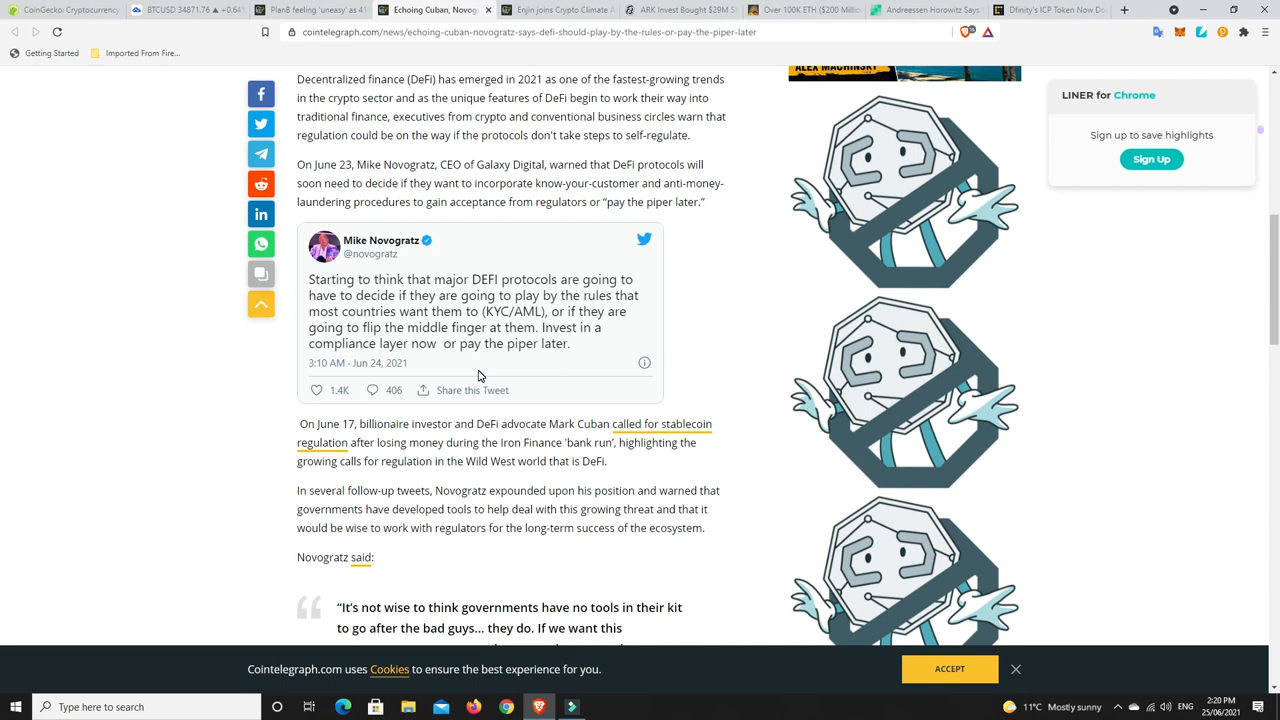 CoinGecko: Cryptocurrency
BTCUSD 34871.76 ▲ +0.64%
PlanB feeling 'uneasy' as 41
Echoing Cuban, Novog
Enjin joins Crypto Climate A
ARK Invest Bought $29M S
Over 100K ETH ($200 Millio
Andreessen Horowitz Says
Dfinity's ICP Token Now Do
cointelegraph.com/news/echoing-cuban-novogratz-says-defi-should-play-by-the-rules-or-pay-the-piper-later
Getting Started
Imported From Fire...
entralized finance (DeFi) has emerged in 2021 as one of the fastest-growing trends
in the crypto sector and as the unique features of DeFi begin to work their way into
traditional finance, executives from crypto and conventional business circles warn that
regulation could be on the way if the protocols don't take steps to self-regulate.
On June 23, Mike Novogratz, CEO of Galaxy Digital, warned that DeFi protocols will
soon need to decide if they want to incorporate know-your-customer and anti-money-
laundering procedures to gain acceptance from regulators or “pay the piper later.”
Mike Novogratz
@novogratz
Starting to think that major DEFI protocols are going to
have to decide if they are going to play by the rules that
most countries want them to (KYC/AML), or if they are
going to flip the middle finger at them. Invest in a
compliance layer now or pay the piper later.
3:10 AM · Jun 24, 2021
1.4K
406
Share this Tweet
On June 17, billionaire investor and DeFi advocate Mark Cuban called for stablecoin
regulation after losing money during the Iron Finance 'bank run', highlighting the
growing calls for regulation in the Wild West world that is DeFi.
In several follow-up tweets, Novogratz expounded upon his position and warned that
governments have developed tools to help deal with this growing threat and that it
would be wise to work with regulators for the long-term success of the ecosystem.
Novogratz said:
“It's not wise to think governments have no tools in their kit
to go after the bad guys… they do. If we want this
ALEX MACHINSKY
LINER for Chrome
Sign up to save highlights
Sign Up
Cointelegraph.com uses Cookies to ensure the best experience for you.
ACCEPT
Type here to search
11°C Mostly sunny
ENG
2:20 PM
25/06/2021